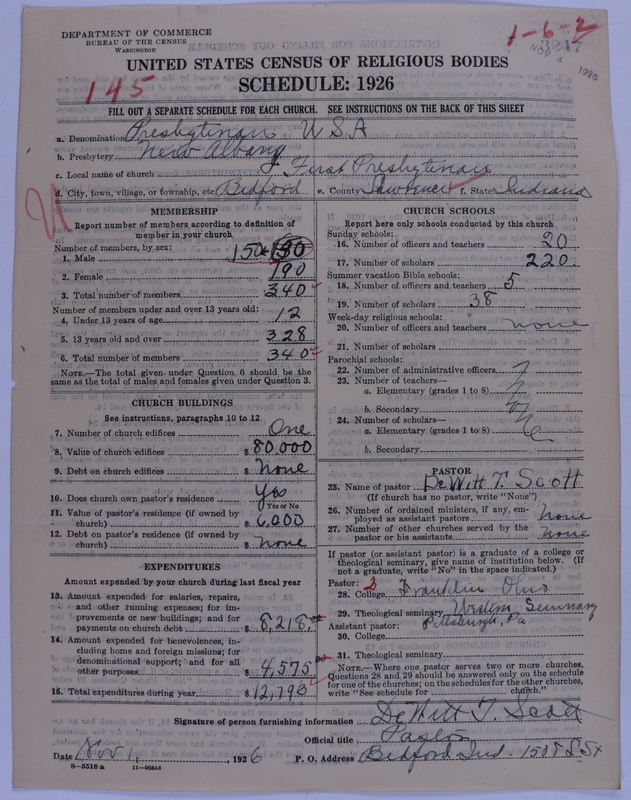 DEPARTMENT OF COMMERCE
BUREAU OF THE CENSUS
WASHINGTON
1-6-2
NOV 4 1926
UNITED STATES CENSUS OF RELIGIOUS BODIES
SCHEDULE: 1926
145
FILL OUT A SEPARATE SCHEDULE FOR EACH CHURCH. SEE INSTRUCTIONS ON THE BACK OF THIS SHEET
a. Denomination Presbyterian USA
b. Presbytery New Albany
c. Local name of church First Presbyterian
d. City, town, village, or township, etc. Bedford e. County Lawrence f. State Indiana
MEMBERSHIP
Report number of members according to definition of
member in your church.
Number of members, by sex:
1. Male 150
2. Female 190
3. Total number of members 340
Number of members under and over 13 years old:
4. Under 13 years of age 12
5. 13 years old and over 328
6. Total number of members 340
NOTE.—The total given under Question 6 should be
same as the total of males and females given under Question 3.
CHURCH BUILDINGS
See instructions, paragraphs 10 to 12.
7. Number of church edifices One
8. Value of church edifices $ 80.000
9. Debt on church edifices $ None
10. Does church own pastor's residence Yes
Yes or No
11. Value of pastor's residence (if owned by
church) $ 6,000
12. Debt on pastor's residence (if owned by
church) $ None
EXPENDITURES
Amount expended by your church during last fiscal year
13. Amount expended for salaries, repairs,
and other running expenses; for im-
provements or new buildings; and for
payments on church debt $ 8,218.00
14. Amount expended for benevolences, in-
cluding home and foreign missions; for
denominational support; and for all
other purposes $ 4,575.00
15. Total expenditures during year $ 12,793
CHURCH SCHOOLS
Report here only schools conducted by this church
Sunday schools:
16. Number of officers and teachers 20
17. Number of scholars 220
Summer vacation Bible schools:
18. Number of officers and teachers 5
19. Number of scholars 38
Week-day religious schools:
20. Number of officers and teachers none
21. Number of scholars
Parochial schools:
22. Number of administrative officers
23. Number of teachers—
a. Elementary (grades 1 to 8)
b. Secondary
24. Number of scholars—
a. Elementary (grades 1 to 8)
b. Secondary
PASTOR
25. Name of pastor DeWitt T. Scott
(If church has no pastor, write "None")
26. Number of ordained ministers, if any, em-
ployed as assistant pastors none
27. Number of other churches served by the
pastor or his assistants none
If pastor (or assistant pastor) is a graduate of a college or
theological seminary, give name of institution below. (If
not a graduate, write "No" in the space indicated.)
Pastor: 2
28. College Franklin Ohio
29. Theological seminary Western Seminary
Assistant pastor: Pittsburgh, Pa
30. College
31. Theological seminary
NOTE.—Where one pastor serves two or more churches,
Questions 28 and 29 should be answered only on the schedule
for one of the churches; on the schedules for the other churches,
write "See schedule for church."
Signature of person furnishing information DeWitt T. Scott
Official title Pastor
Date Nov 1, 1926 P. O. Address Bedford Ind. 1508 L St
8—5518 a 11—9664d